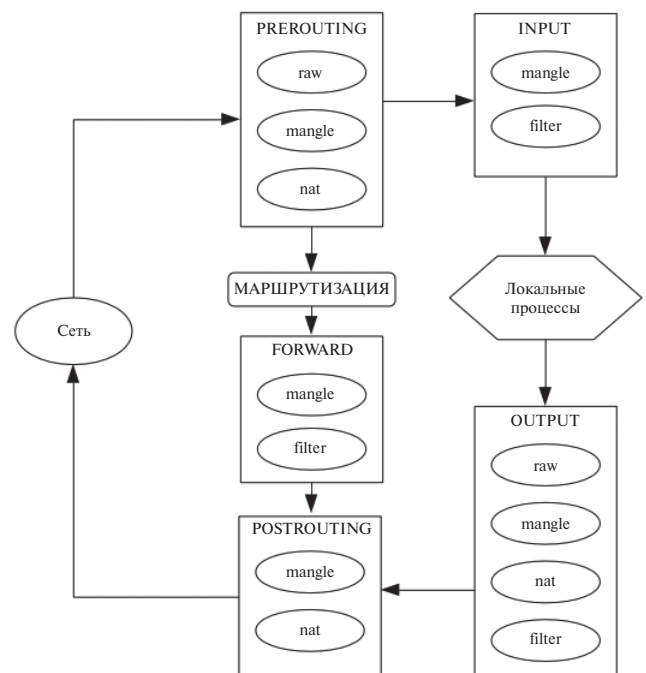 PREROUTING
raw
mangle
nat
INPUT
mangle
filter
МАРШРУТИЗАЦИЯ
Локальные
процессы
Сеть
FORWARD
mangle
filter
OUTPUT
raw
mangle
nat
filter
POSTROUTING
mangle
nat